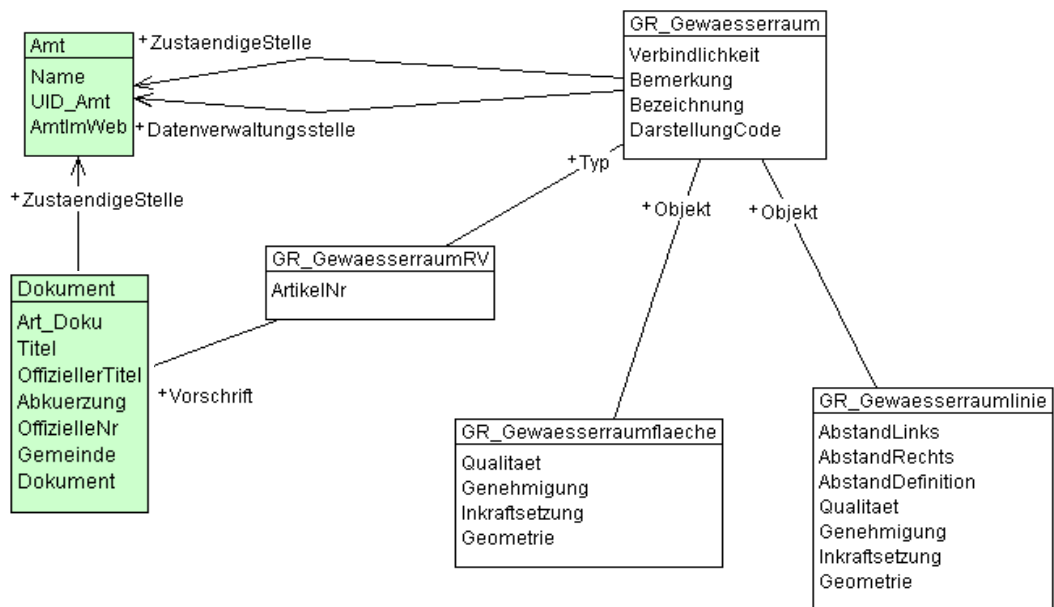 Amt
Name
UID_Amt
AmtImWeb
+ZustaendigeStelle
+Datenverwaltungsstelle
GR_Gewaesserraum
Verbindlichkeit
Bemerkung
Bezeichnung
DarstellungCode
+Typ
+Objekt
+Objekt
+ZustaendigeStelle
GR_GewaesserraumRV
ArtikelNr
Dokument
Art_Doku
Titel
OffiziellerTitel
Abkuerzung
OffizielleNr
Gemeinde
Dokument
+Vorschrift
GR_Gewaesserraumflaeche
Qualitaet
Genehmigung
Inkraftsetzung
Geometrie
GR_Gewaesserraumlinie
AbstandLinks
AbstandRechts
AbstandDefinition
Qualitaet
Genehmigung
Inkraftsetzung
Geometrie